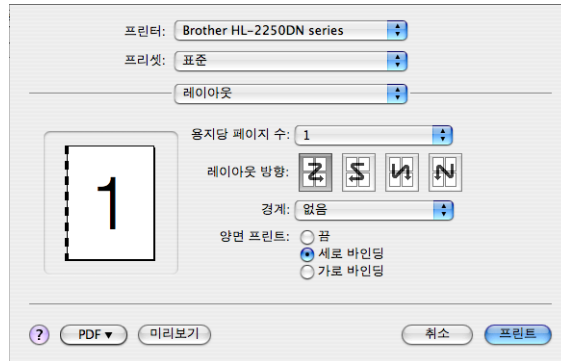 프린터: Brother HL-2250DN series
프리셋: 표준
레이아웃
용지당 페이지 수: 1
레이아웃 방향:
경계: 없음
양면 프린트: 끔
세로 바인딩
가로 바인딩
1
? PDF▼ 미리보기 취소 프린트